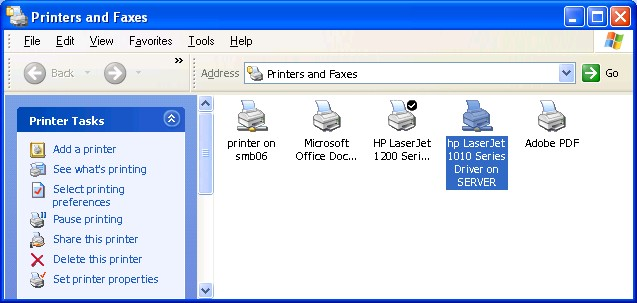 Printers and Faxes
File Edit View Favorites Tools Help
Back » Address Printers and Faxes Go
Printer Tasks
Add a printer
See what's printing
Select printing
preferences
Pause printing
Share this printer
Delete this printer
Set printer properties
printer on
smb06
Microsoft
Office Doc...
HP LaserJet
1200 Seri...
hp LaserJet
1010 Series
Driver on
SERVER
Adobe PDF